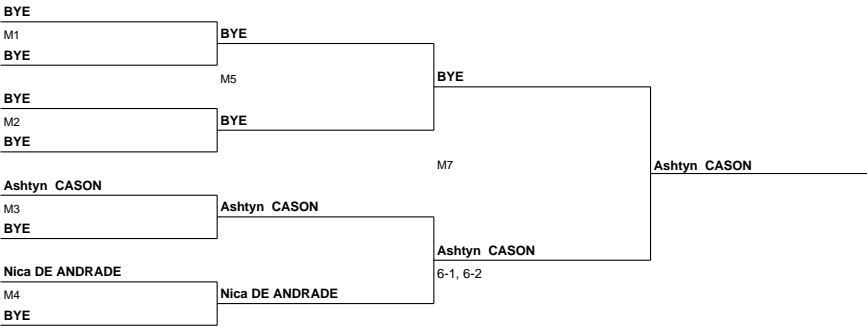 BYE
M1
BYE
BYE
M5
BYE
BYE
M2
BYE
BYE
M7
Ashtyn CASON
Ashtyn CASON
M3
Ashtyn CASON
BYE
Ashtyn CASON
6-1, 6-2
Nica DE ANDRADE
M4
Nica DE ANDRADE
BYE